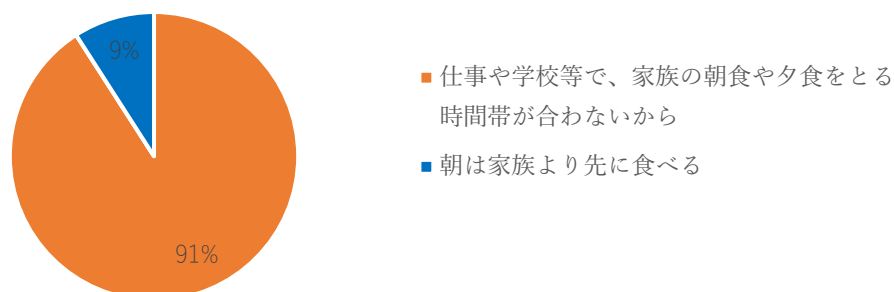 9%
91%
仕事や学校等で、家族の朝食や夕食をとる
時間帯が合わないから
朝は家族より先に食べる